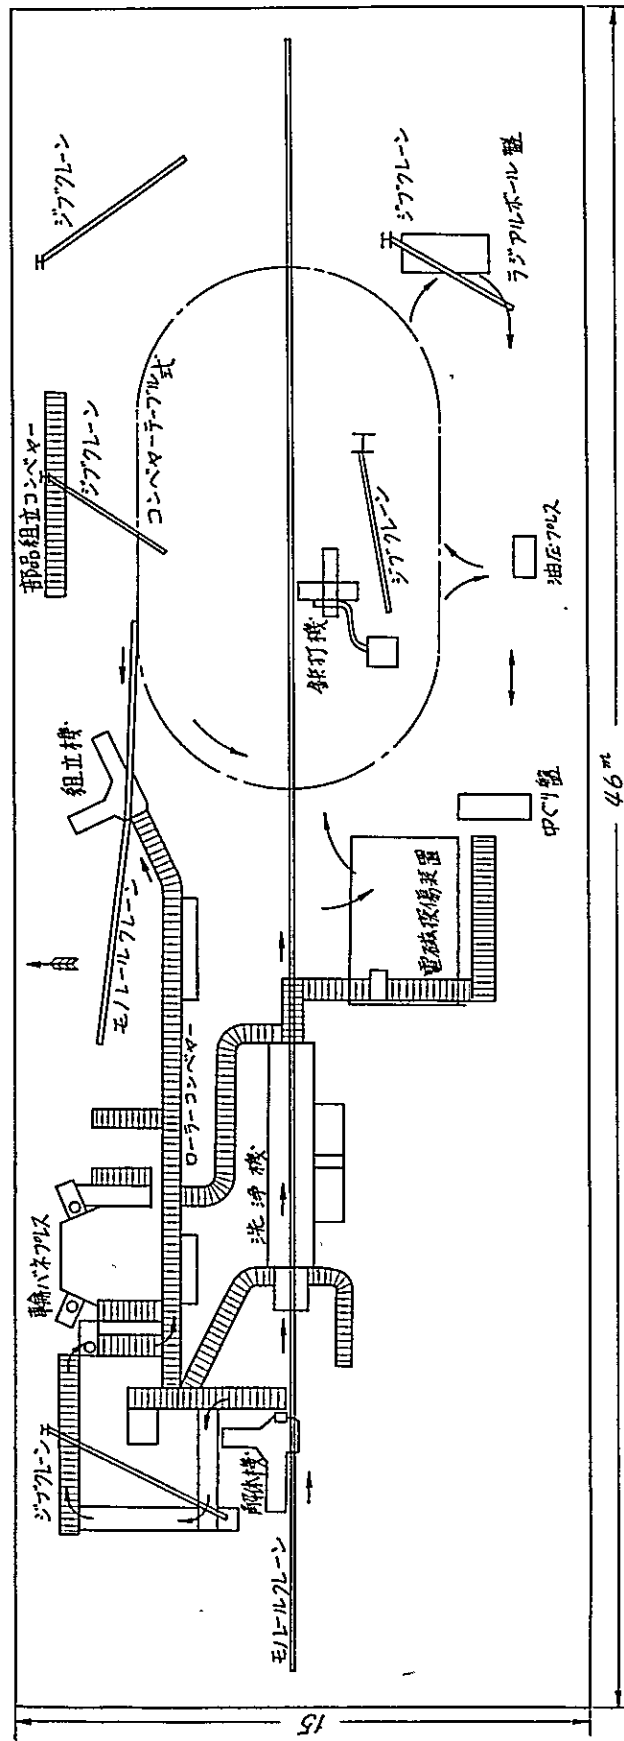 ジブクレーン
ジブクレーン
ラジアルボール盤
部品組立コンベヤー
ジブクレーン
コンベヤーテーブル式
ジブクレーン
油圧プレス
鋲打機
組立機
モノレールクレーン
中ぐり盤
電磁探傷装置
ローラーコンベヤー
洗浄機
輪バネプレス
ジブクレーン
解体機
モノレールクレーン
46m
15